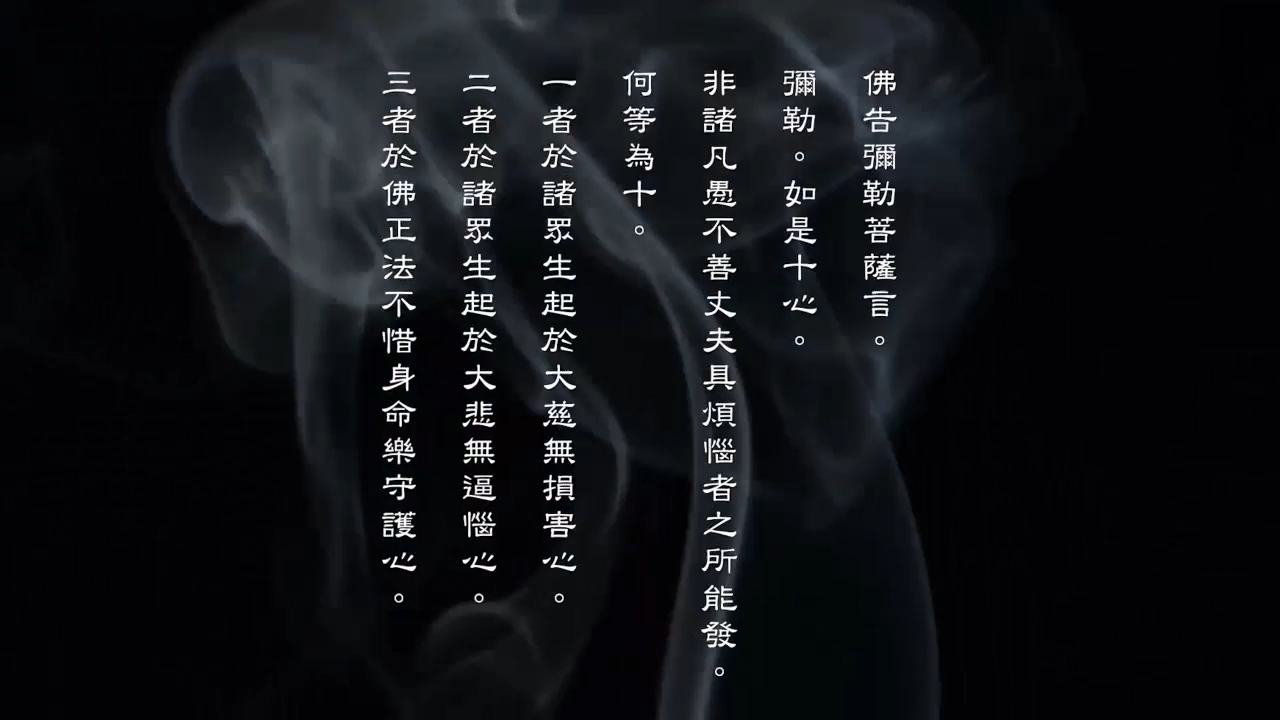 佛告彌勒菩薩言。
彌勒。如是十心。
非諸凡愚不善丈夫具煩惱者之所能發。
何等為十。
一者於諸眾生起於大慈無損害心。
二者於諸眾生起於大悲無逼惱心。
三者於佛正法不惜身命樂守護心。